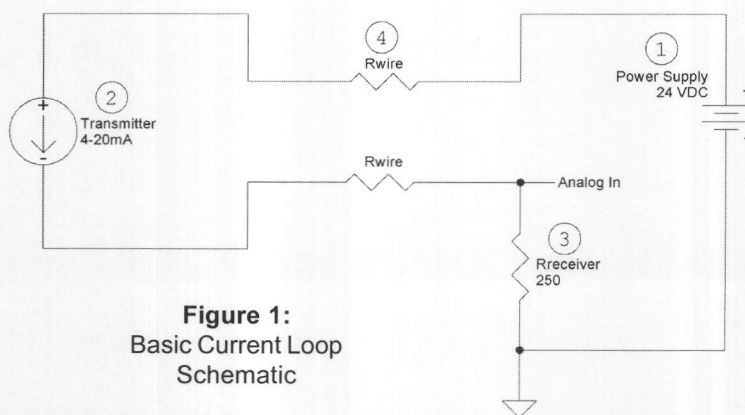 4
Rwire
1
Power Supply
24 VDC
2
+
Transmitter
4-20mA
-
Rwire
Analog In
3
Rreceiver
250
Figure 1:
Basic Current Loop
Schematic